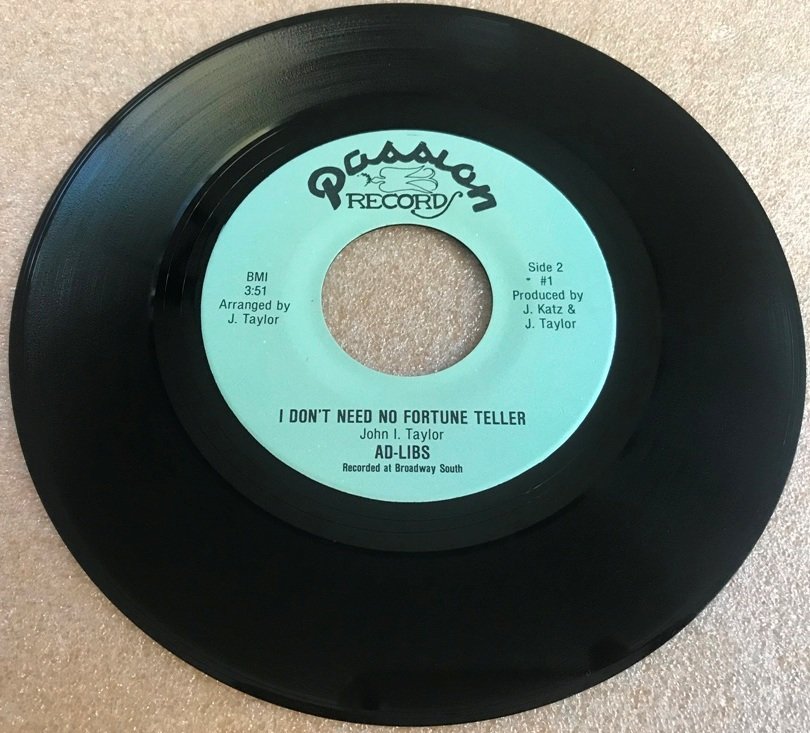 Passion
RECORDS
BMI
3:51
Arranged by
J. Taylor
Side 2
#1
Produced by
J. Katz &
J. Taylor
I DON'T NEED NO FORTUNE TELLER
John I. Taylor
AD-LIBS
Recorded at Broadway South